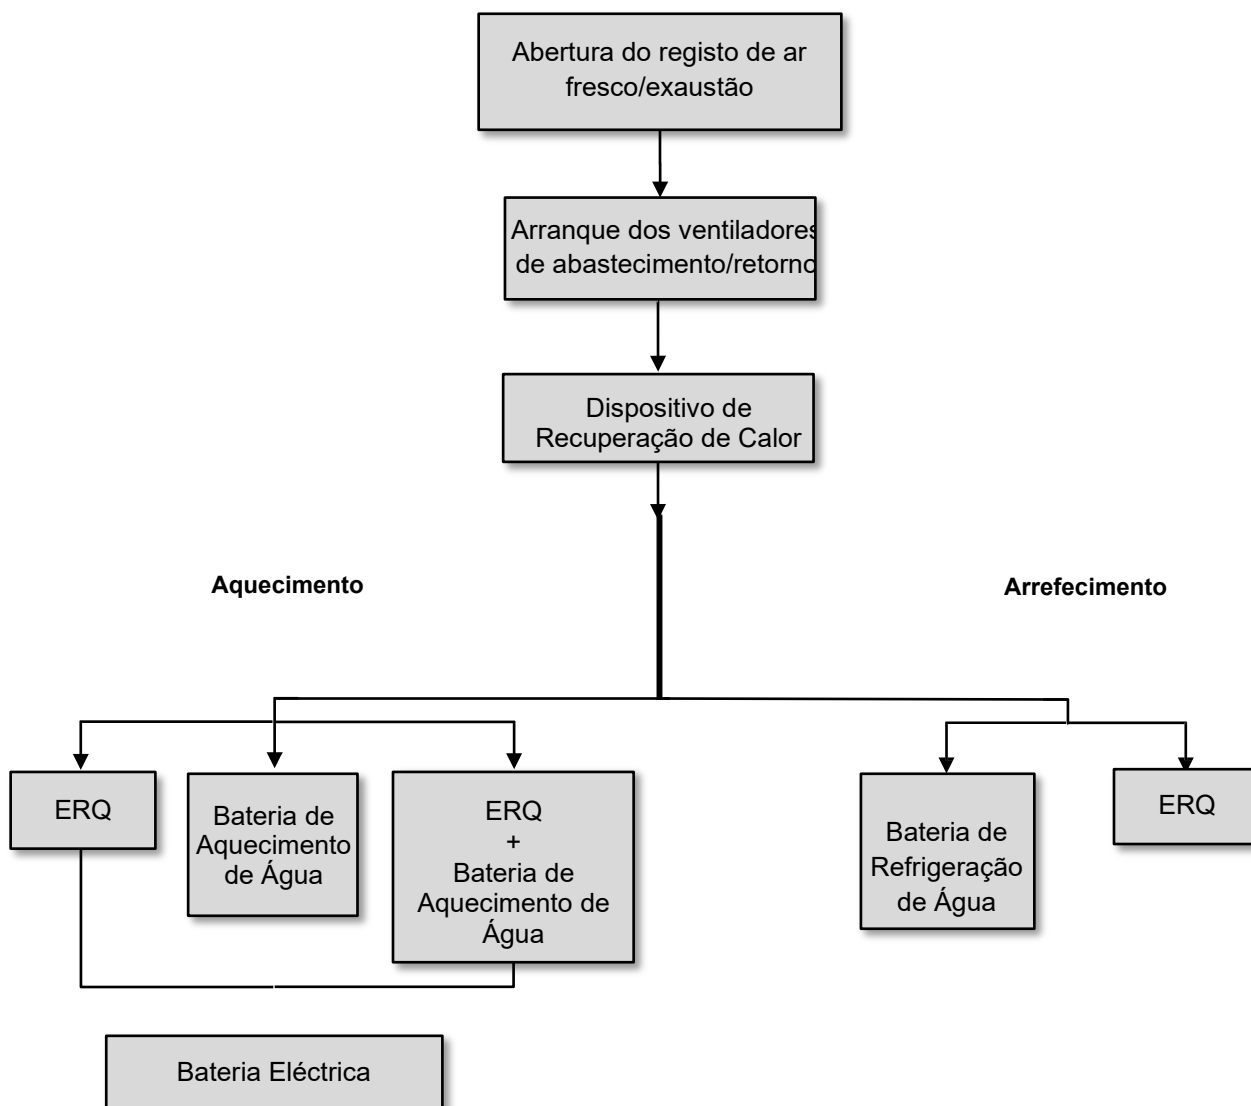 Abertura do registo de ar
fresco/exaustão
Arranque dos ventiladores
de abastecimento/retorno
Dispositivo de
Recuperação de Calor
Aquecimento
Arrefecimento
ERQ
Bateria de
Aquecimento
de Água
ERQ
+
Bateria de
Aquecimento de
Água
Bateria de
Refrigeração
de Água
ERQ
Bateria Eléctrica